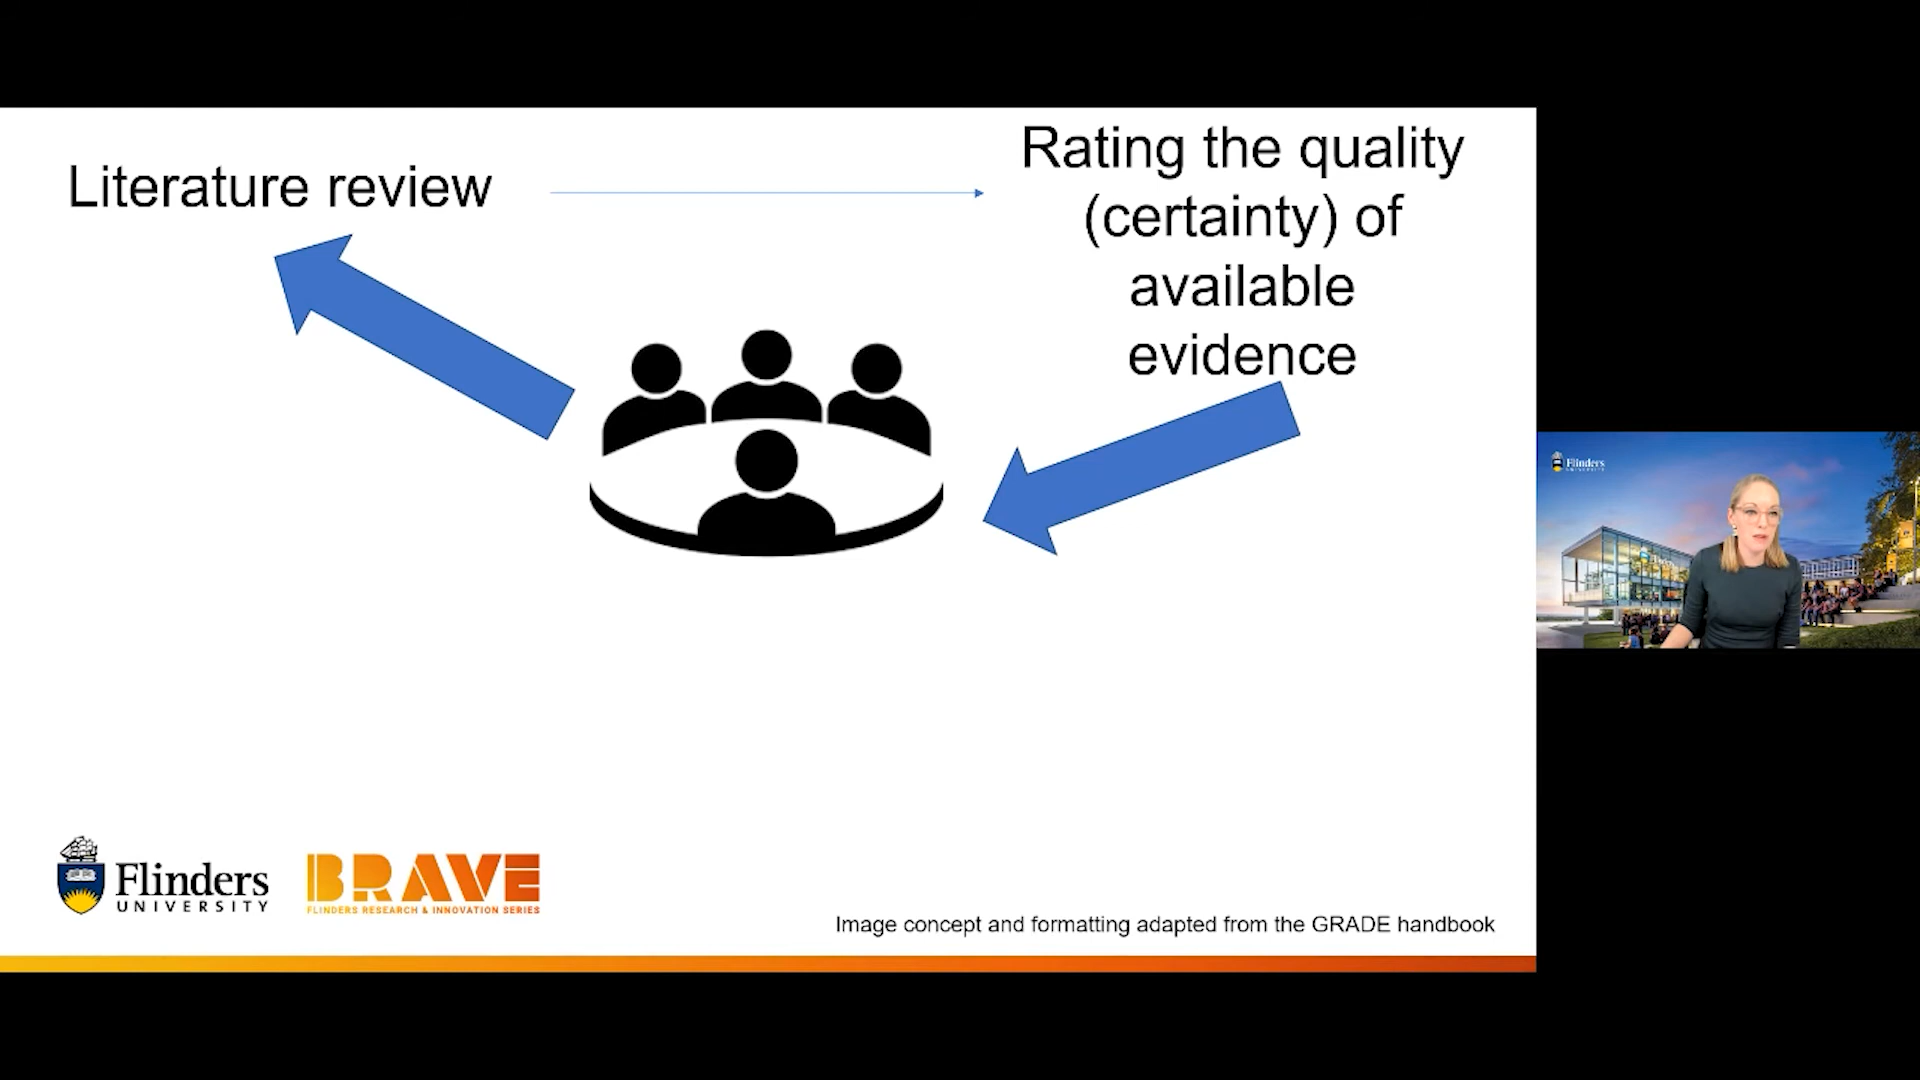 Literature review
Rating the quality
(certainty) of
available
evidence
Flinders
UNIVERSITY
Flinders
UNIVERSITY
BRAVE
FLINDERS RESEARCH & INNOVATION SERIES
Image concept and formatting adapted from the GRADE handbook